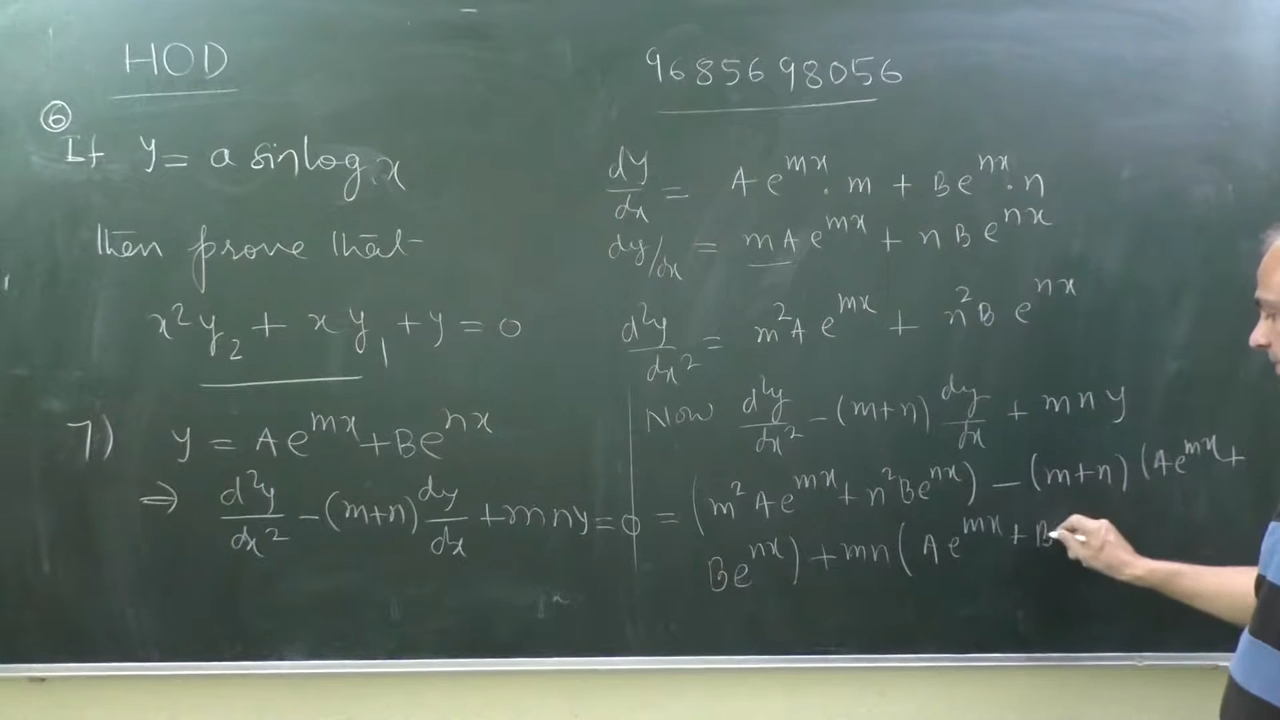 HOD
⑥
If y = a sin log x
then prove that
x²y₂ + xy₁ + y = 0
7) y = Ae^{mx} + Be^{nx}
⇒ d²y/dx² - (m+n) dy/dx + mny = 0
9685698056
dy/dx = Ae^{mx} . m + Be^{nx} . n
dy/dx = mAe^{mx} + nBe^{nx}
d²y/dx² = m²Ae^{mx} + n²Be^{nx}
Now d²y/dx² - (m+n) dy/dx + mny
= (m²Ae^{mx} + n²Be^{nx}) - (m+n) (Ae^{mx} +
Be^{nx}) + mn (Ae^{mx} + B